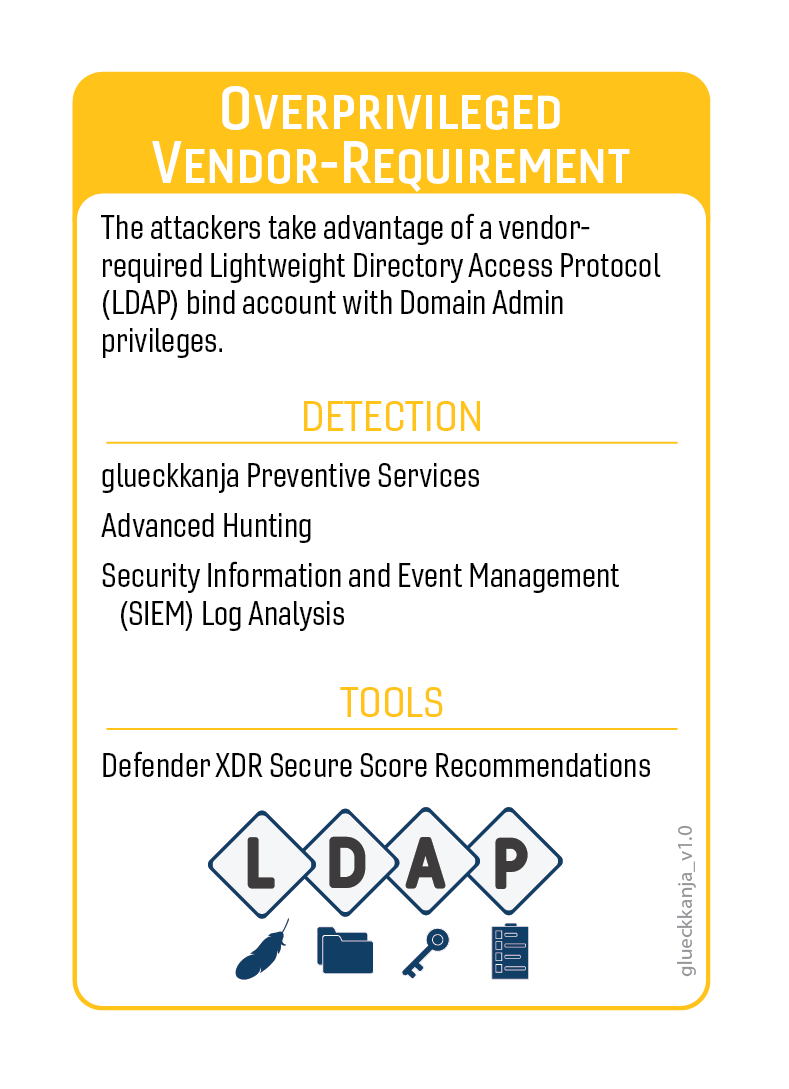 OVERPRIVILEGED
VENDOR-REQUIREMENT
The attackers take advantage of a vendor-
required Lightweight Directory Access Protocol
(LDAP) bind account with Domain Admin
privileges.
DETECTION
glueckkanja Preventive Services
Advanced Hunting
Security Information and Event Management
(SIEM) Log Analysis
TOOLS
Defender XDR Secure Score Recommendations
L D A P
glueckkanja_v1.0